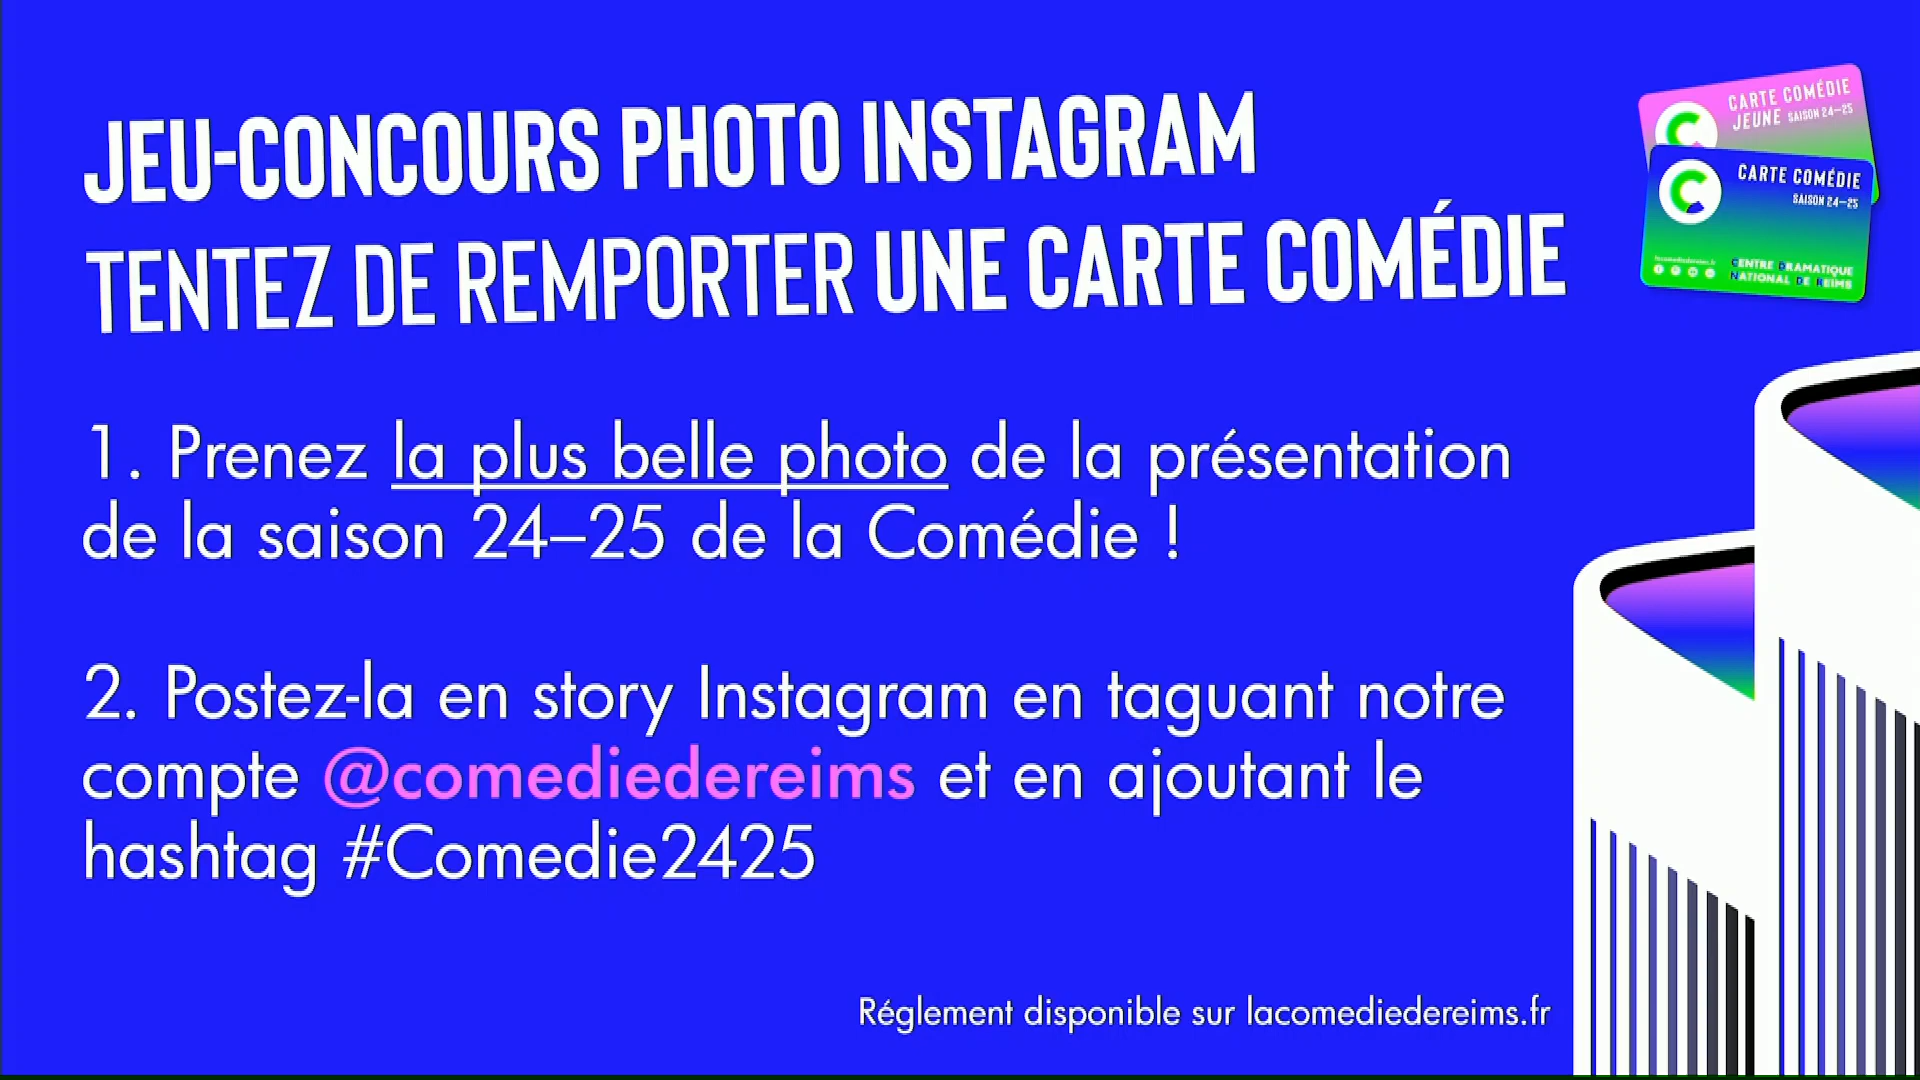 JEU-CONCOURS PHOTO INSTAGRAM
TENTEZ DE REMPORTER UNE CARTE COMÉDIE
CARTE COMÉDIE
JEUNE SAISON 24–25
CARTE COMÉDIE
SAISON 24–25
lacomediedereims.fr
CENTRE DRAMATIQUE
NATIONAL DE REIMS
1. Prenez la plus belle photo de la présentation
de la saison 24–25 de la Comédie !
2. Postez-la en story Instagram en taguant notre
compte @comediedereims et en ajoutant le
hashtag #Comedie2425
Réglement disponible sur lacomediedereims.fr